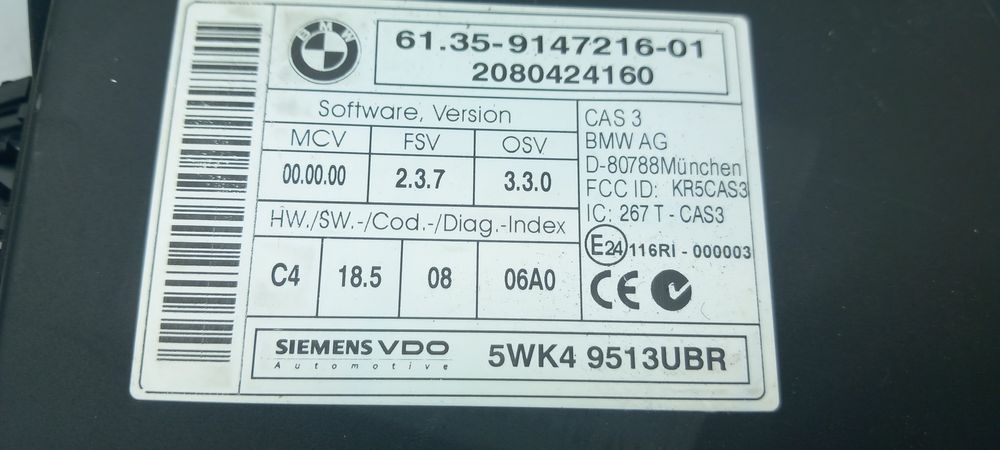 BMW
61.35-9147216-01
2080424160
Software, Version
MCV FSV OSV
00.00.00 2.3.7 3.3.0
HW./SW.-/Cod.-/Diag.-Index
C4 18.5 08 06A0
CAS 3
BMW AG
D-80788München
FCC ID: KR5CAS3
IC: 267 T - CAS3
E24 116RI - 000003
CE
SIEMENS VDO
Automotive
5WK4 9513UBR